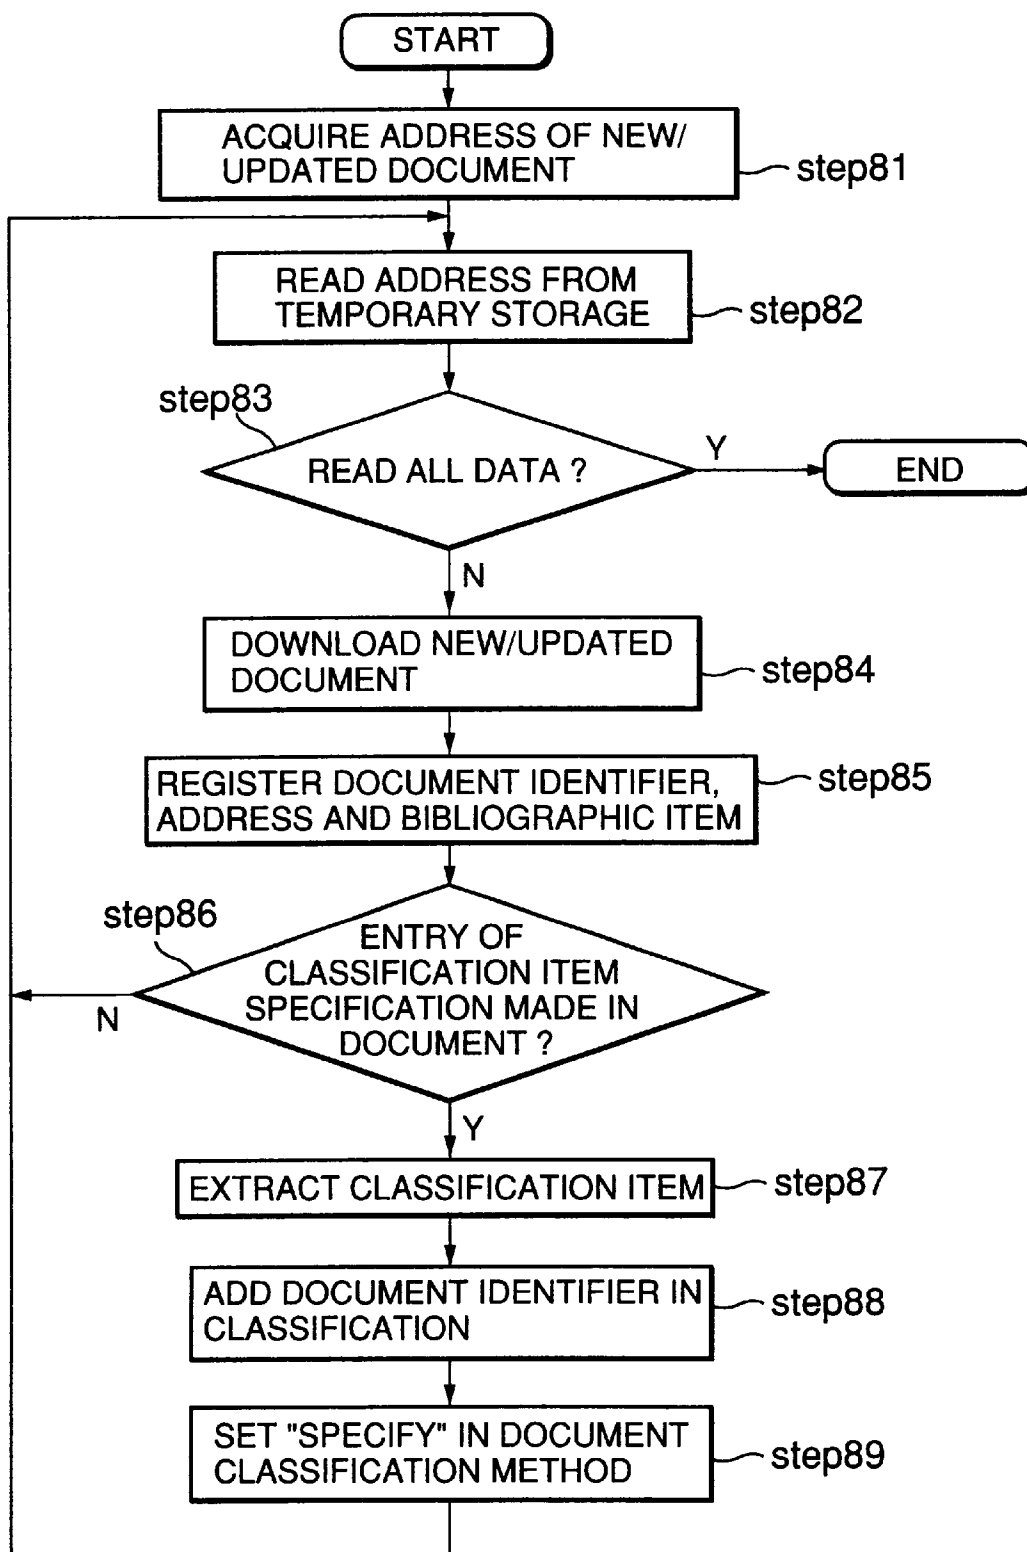 START
ACQUIRE ADDRESS OF NEW/
UPDATED DOCUMENT
step81
READ ADDRESS FROM
TEMPORARY STORAGE
step82
step83
READ ALL DATA ?
Y
END
N
DOWNLOAD NEW/UPDATED
DOCUMENT
step84
REGISTER DOCUMENT IDENTIFIER,
ADDRESS AND BIBLIOGRAPHIC ITEM
step85
step86
ENTRY OF
CLASSIFICATION ITEM
SPECIFICATION MADE IN
DOCUMENT ?
N
Y
EXTRACT CLASSIFICATION ITEM
step87
ADD DOCUMENT IDENTIFIER IN
CLASSIFICATION
step88
SET "SPECIFY" IN DOCUMENT
CLASSIFICATION METHOD
step89